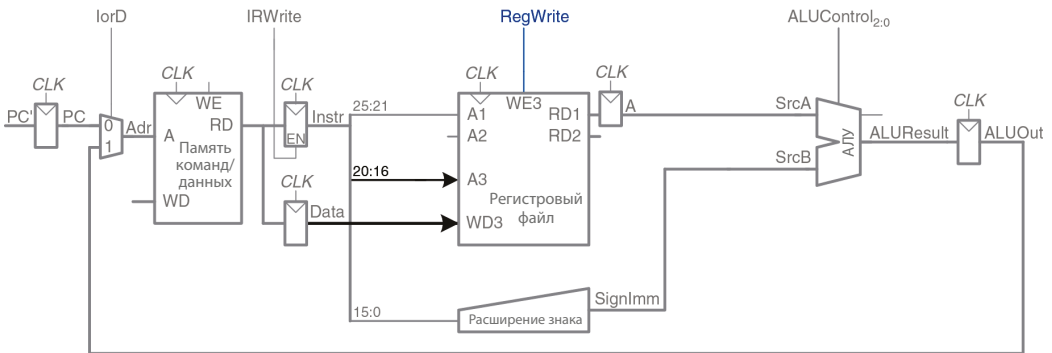 IorD
IRWrite
RegWrite
ALUControl2:0
CLK
PC'
PC
0
1
Adr
CLK
WE
A
RD
Память
команд/
данных
WD
CLK
EN
Instr
CLK
Data
25:21
20:16
15:0
CLK
WE3
A1
A2
A3
WD3
RD1
RD2
Регистровый
файл
CLK
A
Расширение знака
SignImm
SrcA
SrcB
АЛУ
ALUResult
CLK
ALUOut